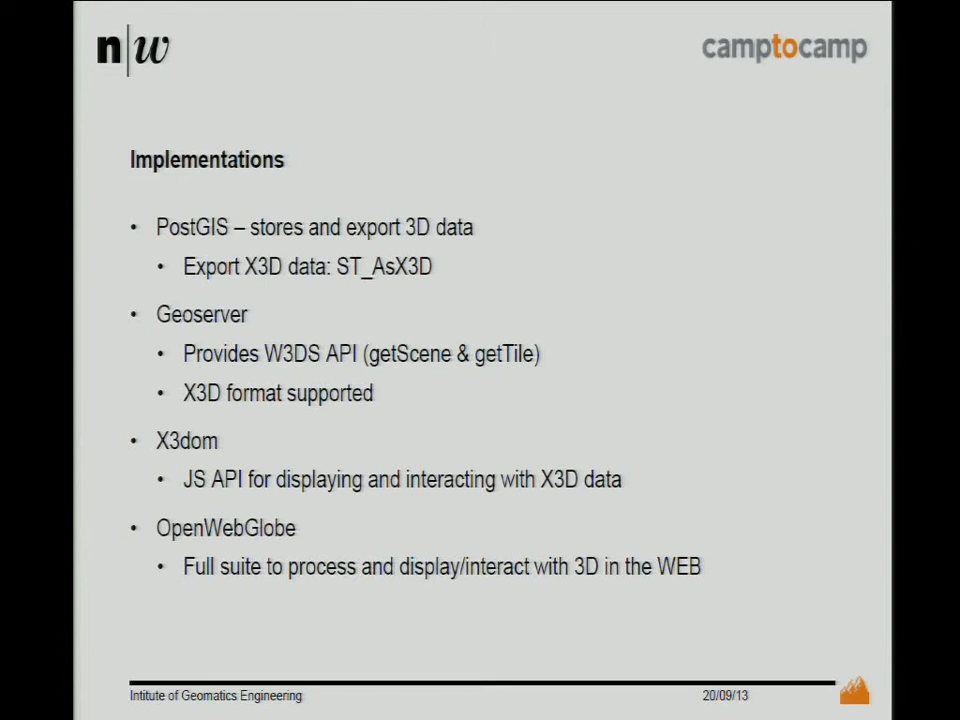 n|w
camptocamp
Implementations
• PostGIS – stores and export 3D data
• Export X3D data: ST_AsX3D
• Geoserver
• Provides W3DS API (getScene & getTile)
• X3D format supported
• X3dom
• JS API for displaying and interacting with X3D data
• OpenWebGlobe
• Full suite to process and display/interact with 3D in the WEB
Intitute of Geomatics Engineering
20/09/13